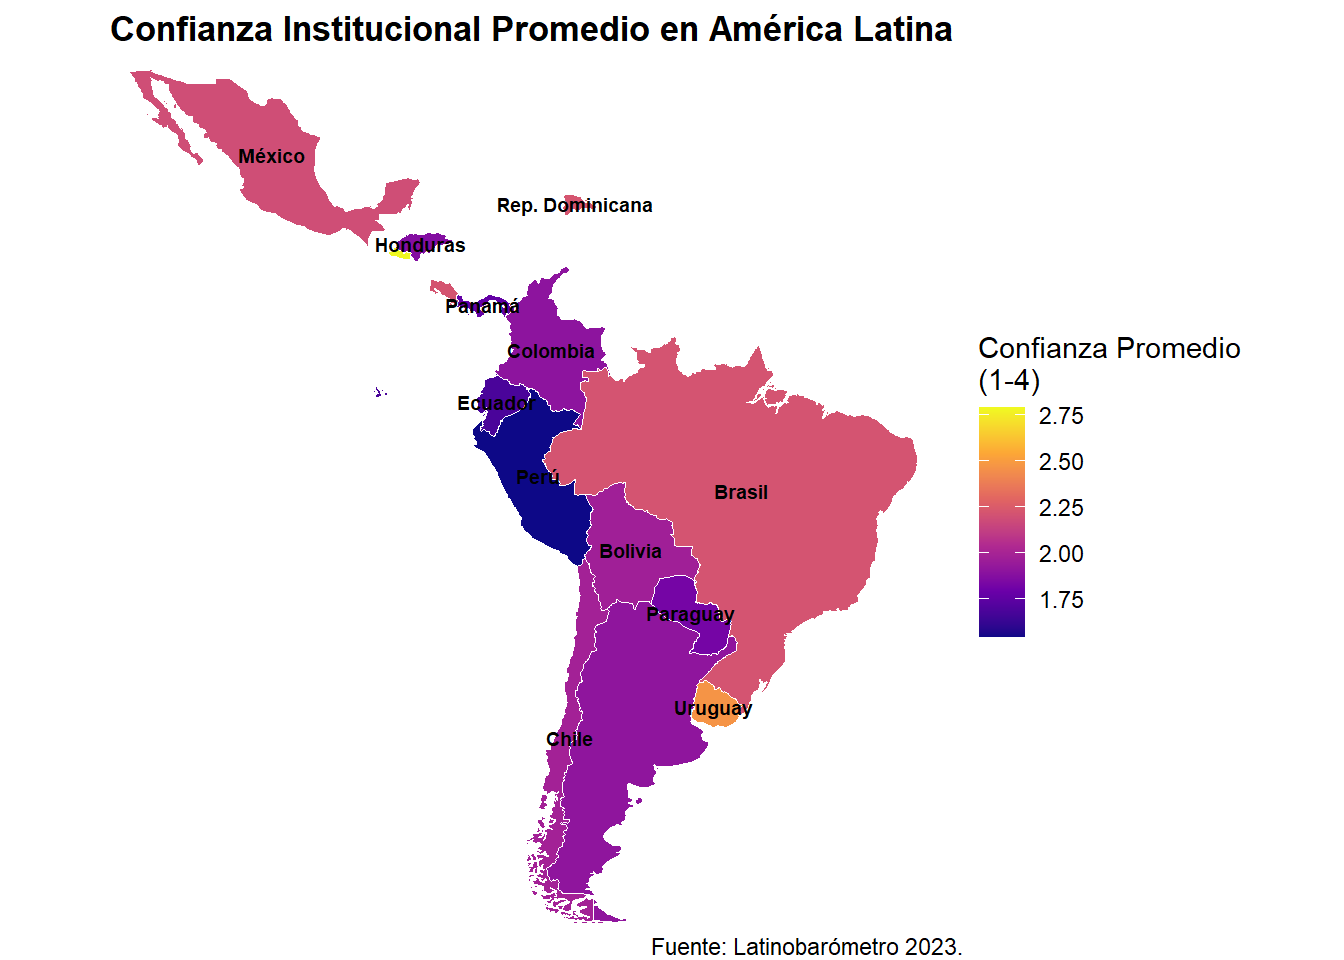 Confianza Institucional Promedio en América Latina
México
Rep. Dominicana
Honduras
Panamá
Colombia
Ecuador
Perú
Brasil
Bolivia
Paraguay
Uruguay
Chile
Confianza Promedio
(1-4)
2.75
2.50
2.25
2.00
1.75
Fuente: Latinobarómetro 2023.